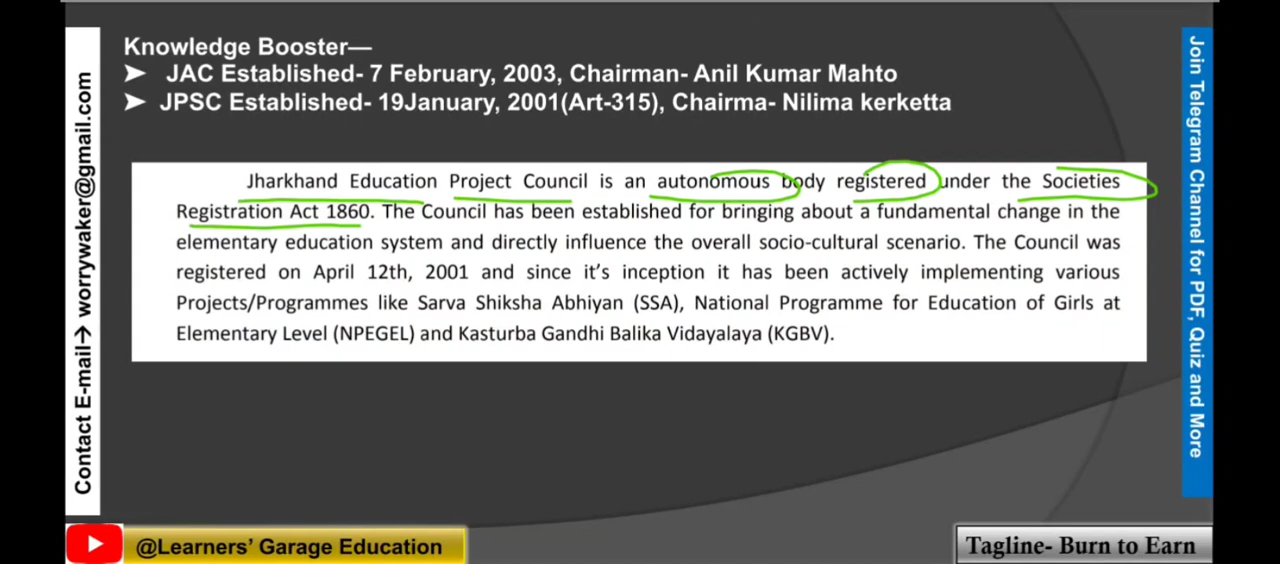 Knowledge Booster—
➤ JAC Established- 7 February, 2003, Chairman- Anil Kumar Mahto
➤ JPSC Established- 19January, 2001(Art-315), Chairma- Nilima kerketta
Jharkhand Education Project Council is an autonomous body registered under the Societies
Registration Act 1860. The Council has been established for bringing about a fundamental change in the
elementary education system and directly influence the overall socio-cultural scenario. The Council was
registered on April 12th, 2001 and since it's inception it has been actively implementing various
Projects/Programmes like Sarva Shiksha Abhiyan (SSA), National Programme for Education of Girls at
Elementary Level (NPEGEL) and Kasturba Gandhi Balika Vidayalaya (KGBV).
Contact E-mail→ worrywaker@gmail.com
Join Telegram Channel for PDF, Quiz and More
@Learners' Garage Education
Tagline- Burn to Earn